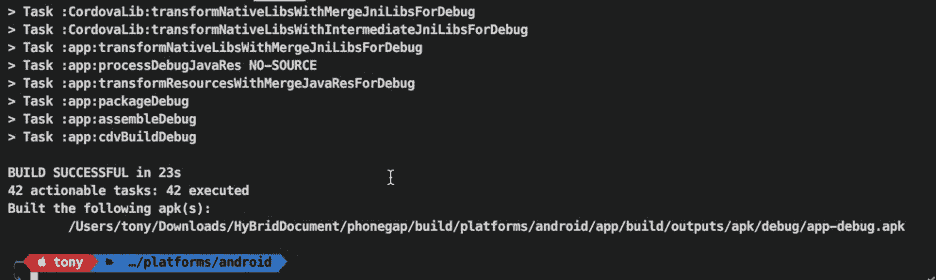 > Task :CordovaLib:transformNativeLibsWithMergeJniLibsForDebug
> Task :CordovaLib:transformNativeLibsWithIntermediateJniLibsForDebug
> Task :app:transformNativeLibsWithMergeJniLibsForDebug
> Task :app:processDebugJavaRes NO-SOURCE
> Task :app:transformResourcesWithMergeJavaResForDebug
> Task :app:packageDebug
> Task :app:assembleDebug
> Task :app:cdvBuildDebug
BUILD SUCCESSFUL in 23s
42 actionable tasks: 42 executed
Built the following apk(s):
/Users/tony/Downloads/HyBridDocument/phonegap/build/platforms/android/app/build/outputs/apk/debug/app-debug.apk
tony …/platforms/android